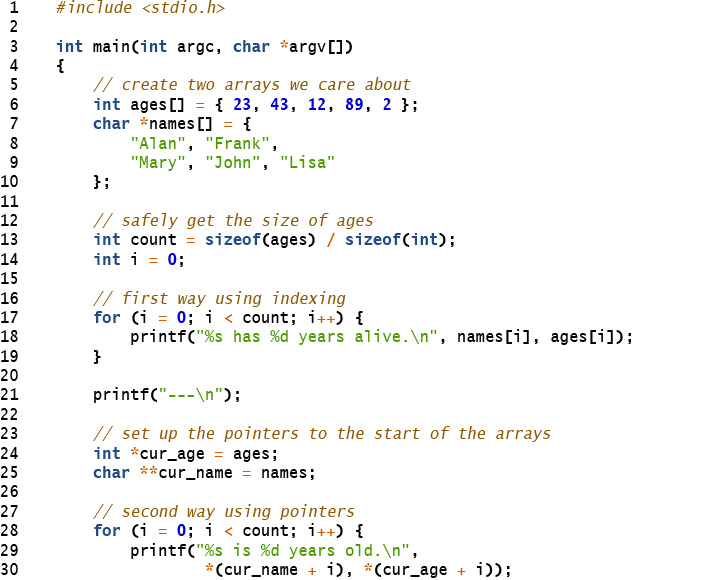 1 #include <stdio.h>
2
3 int main(int argc, char *argv[])
4 {
5 // create two arrays we care about
6 int ages[] = { 23, 43, 12, 89, 2 };
7 char *names[] = {
8 "Alan", "Frank",
9 "Mary", "John", "Lisa"
10 };
11
12 // safely get the size of ages
13 int count = sizeof(ages) / sizeof(int);
14 int i = 0;
15
16 // first way using indexing
17 for (i = 0; i < count; i++) {
18 printf("%s has %d years alive.\n", names[i], ages[i]);
19 }
20
21 printf("---\n");
22
23 // set up the pointers to the start of the arrays
24 int *cur_age = ages;
25 char **cur_name = names;
26
27 // second way using pointers
28 for (i = 0; i < count; i++) {
29 printf("%s is %d years old.\n",
30 *(cur_name + i), *(cur_age + i));